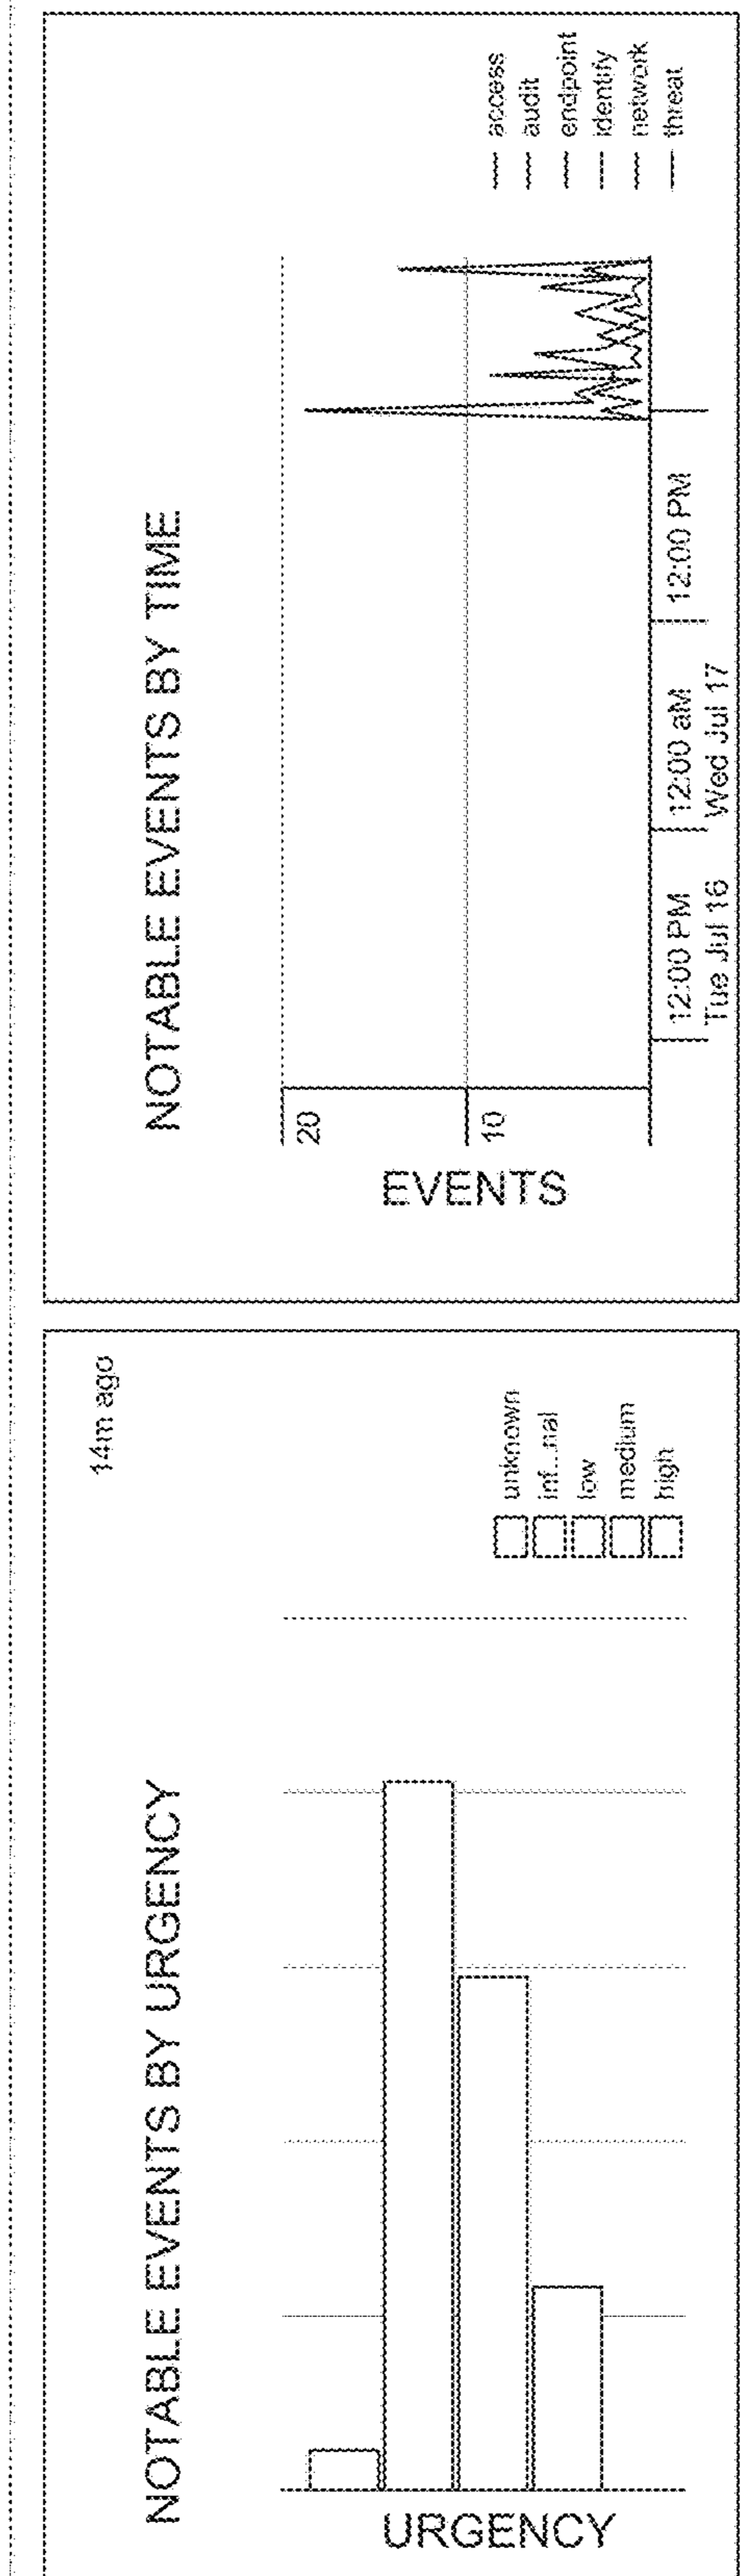 NOTABLE EVENTS BY URGENCY
14m ago
URGENCY
unknown
inf...nal
low
medium
high
NOTABLE EVENTS BY TIME
EVENTS
20
10
12:00 PM
Tue Jul 16
12:00 aM
Wed Jul 17
12:00 PM
access
audit
endpoint
identify
network
threat